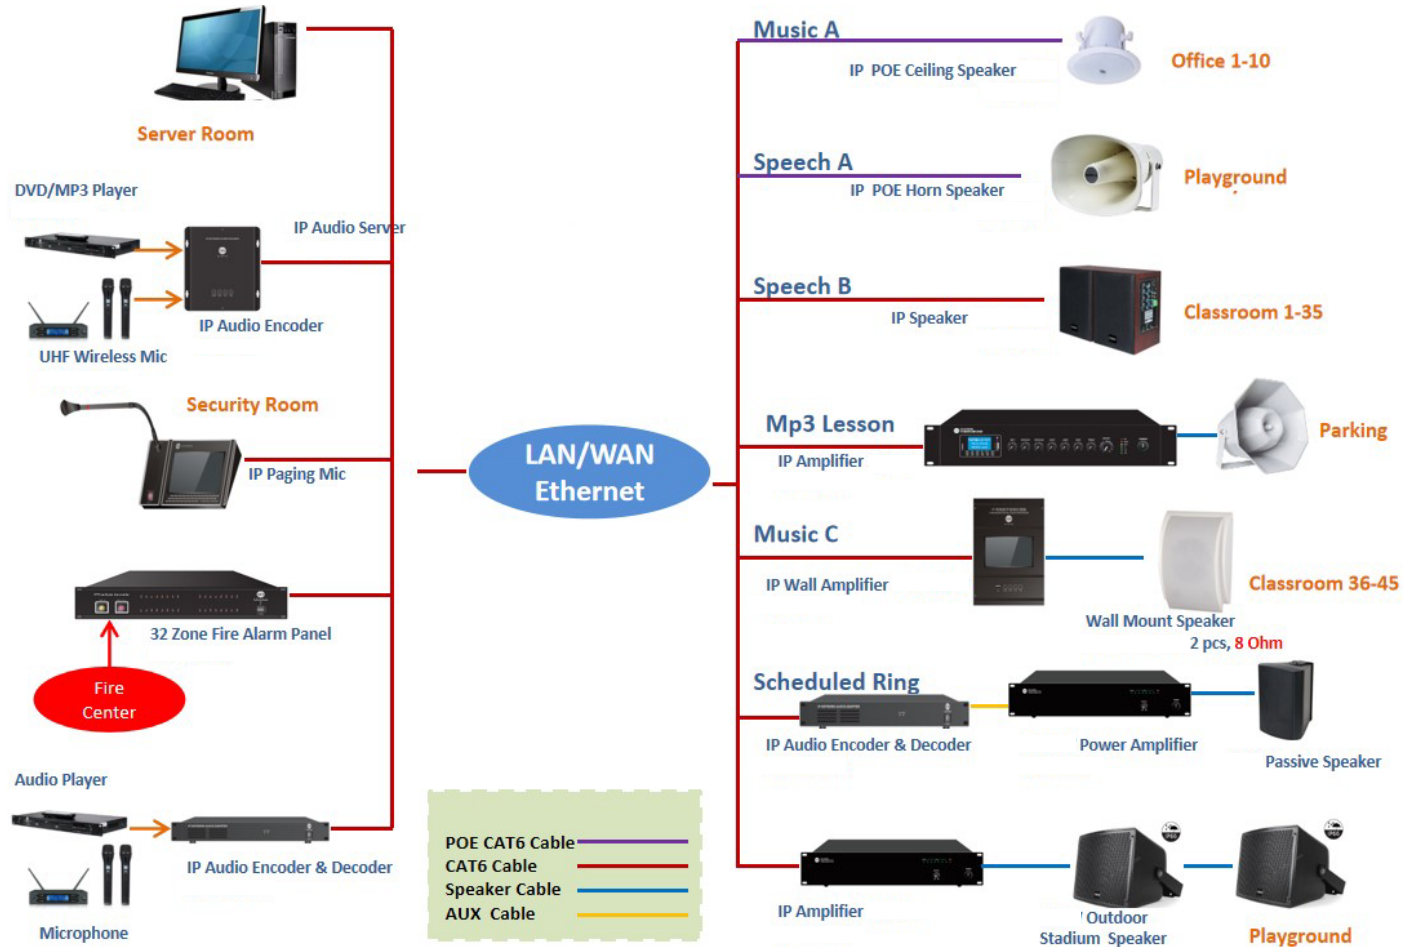 Server Room
DVD/MP3 Player
IP Audio Server
IP Audio Encoder
UHF Wireless Mic
Security Room
IP Paging Mic
32 Zone Fire Alarm Panel
Fire
Center
Audio Player
IP Audio Encoder & Decoder
Microphone
LAN/WAN
Ethernet
POE CAT6 Cable
CAT6 Cable
Speaker Cable
AUX Cable
Music A
IP POE Ceiling Speaker
Office 1-10
Speech A
IP POE Horn Speaker
Playground
Speech B
IP Speaker
Classroom 1-35
Mp3 Lesson
IP Amplifier
Parking
Music C
IP Wall Amplifier
Wall Mount Speaker
2 pcs, 8 Ohm
Classroom 36-45
Scheduled Ring
IP Audio Encoder & Decoder
Power Amplifier
Passive Speaker
IP Amplifier
Outdoor
Stadium Speaker
IP66
IP66
Playground